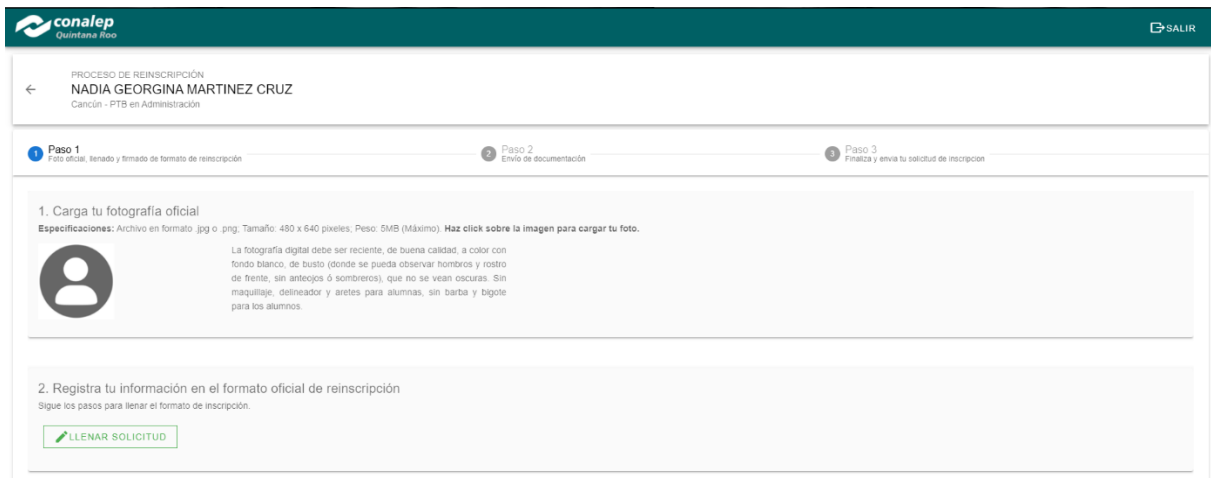 conalep
Quintana Roo
SALIR
PROCESO DE REINSCRIPCIÓN
NADIA GEORGINA MARTINEZ CRUZ
Cancún - PTB en Administración
1 Paso 1
Foto oficial, llenado y firmado de formato de reinscripción
2 Paso 2
Envío de documentación
3 Paso 3
Finaliza y envia tu solicitud de inscripcion
1. Carga tu fotografía oficial
Especificaciones: Archivo en formato .jpg o .png; Tamaño: 480 x 640 pixeles; Peso: 5MB (Máximo). Haz click sobre la imagen para cargar tu foto.
La fotografía digital debe ser reciente, de buena calidad, a color con
fondo blanco, de busto (donde se pueda observar hombros y rostro
de frente, sin anteojos ó sombreros), que no se vean oscuras. Sin
maquillaje, delineador y aretes para alumnas, sin barba y bigote
para los alumnos.
2. Registra tu información en el formato oficial de reinscripción
Sigue los pasos para llenar el formato de inscripción.
LLENAR SOLICITUD